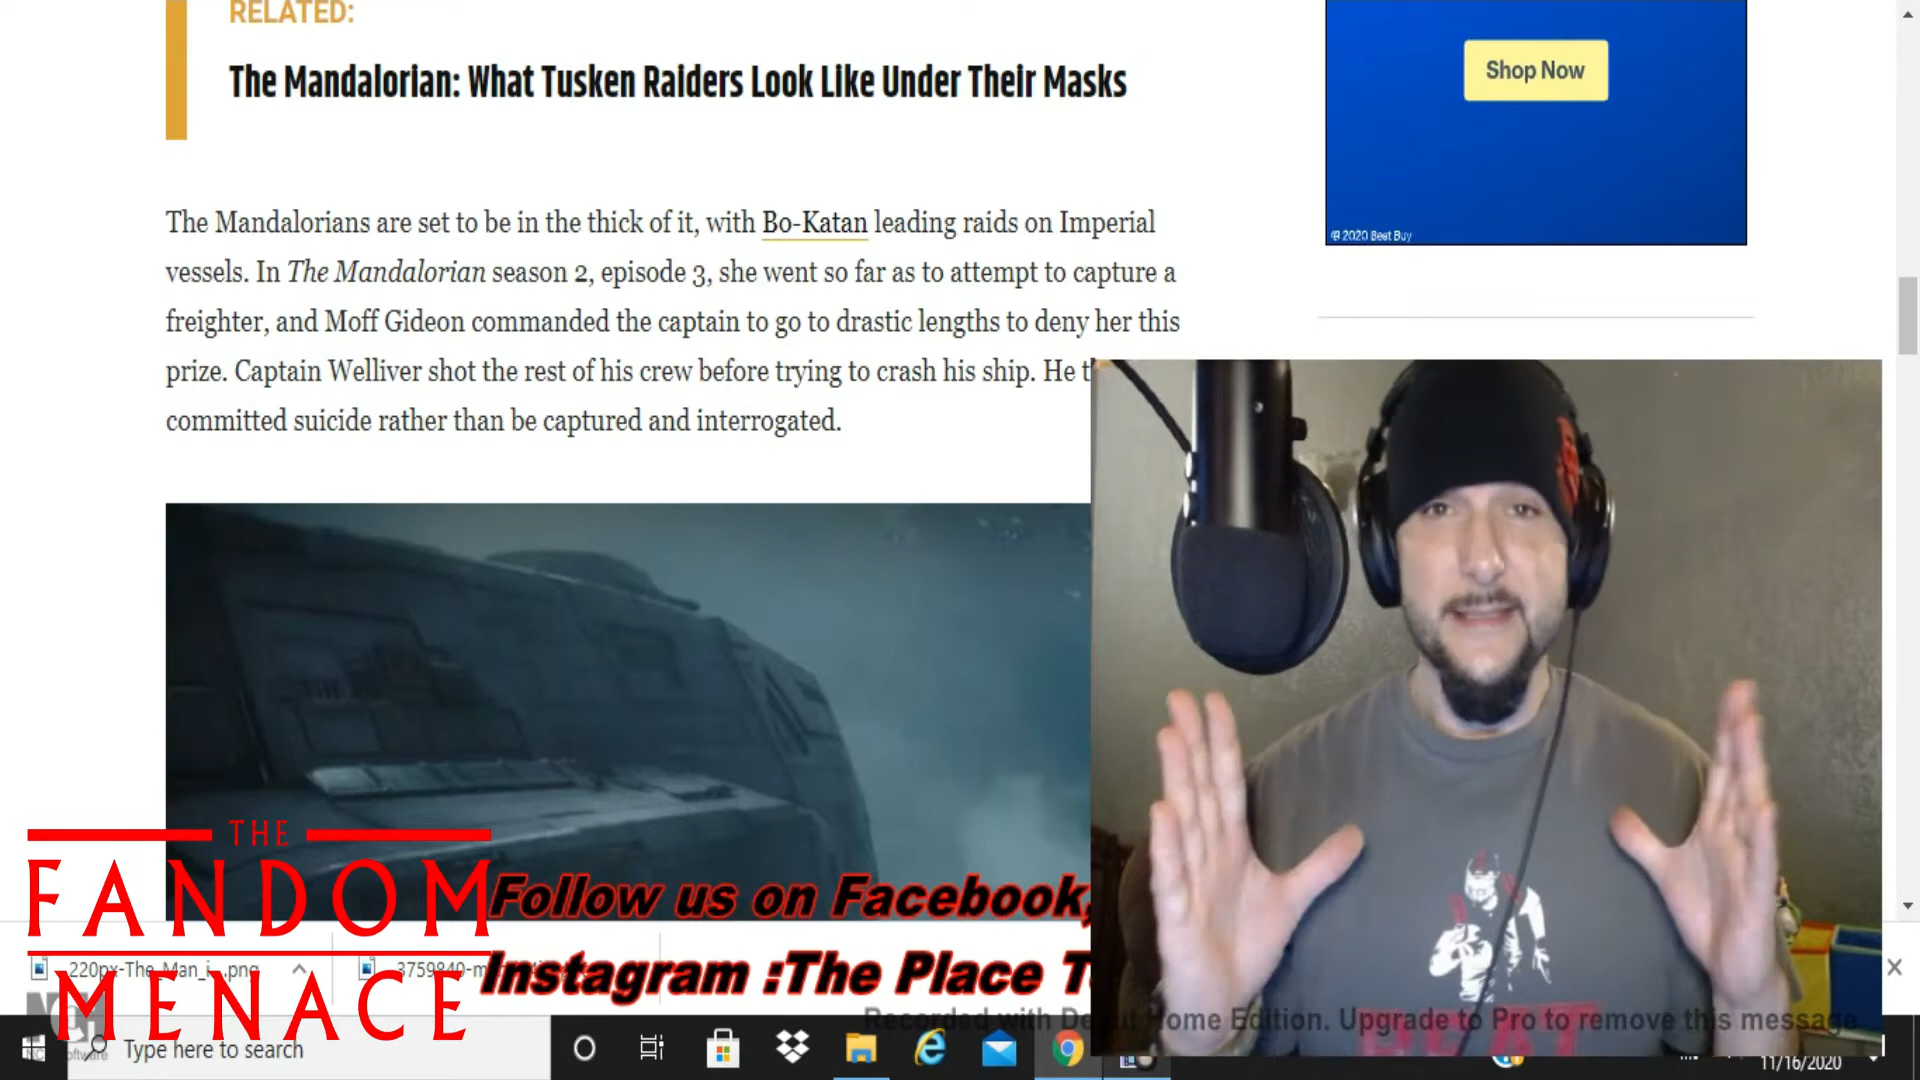 RELATED:
The Mandalorian: What Tusken Raiders Look Like Under Their Masks
Shop Now
@ 2020 Best Buy
The Mandalorians are set to be in the thick of it, with Bo-Katan leading raids on Imperial
vessels. In The Mandalorian season 2, episode 3, she went so far as to attempt to capture a
freighter, and Moff Gideon commanded the captain to go to drastic lengths to deny her this
prize. Captain Welliver shot the rest of his crew before trying to crash his ship. He
committed suicide rather than be captured and interrogated.
THE
FANDOM
MENACE
Follow us on Facebook,
Instagram :The Place
220px-The_Man_i...png
3759840-m
Recorded with Debut Home Edition. Upgrade to Pro to remove this message
Type here to search
11/16/2020